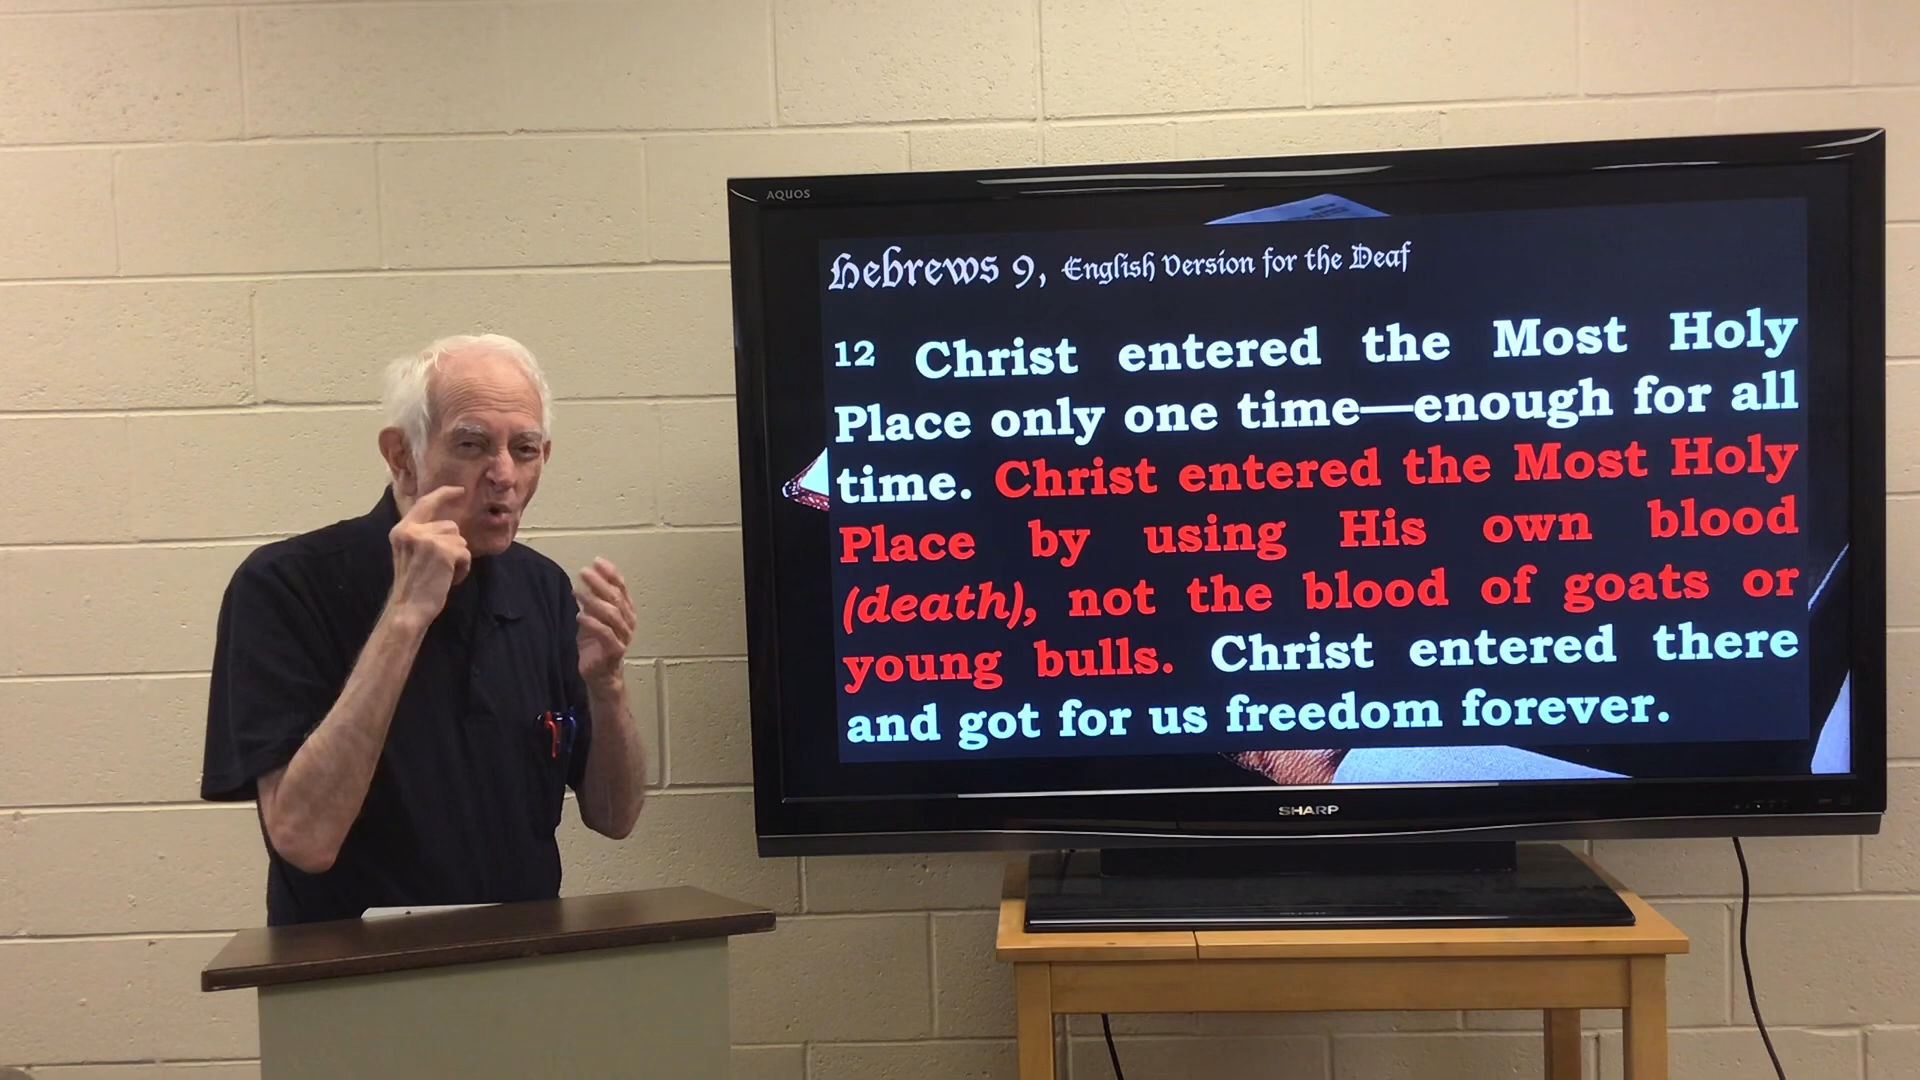 AQUOS
Hebrews 9, English Version for the Deaf
12 Christ entered the Most Holy
Place only one time—enough for all
time. Christ entered the Most Holy
Place by using His own blood
(death), not the blood of goats or
young bulls. Christ entered there
and got for us freedom forever.
SHARP